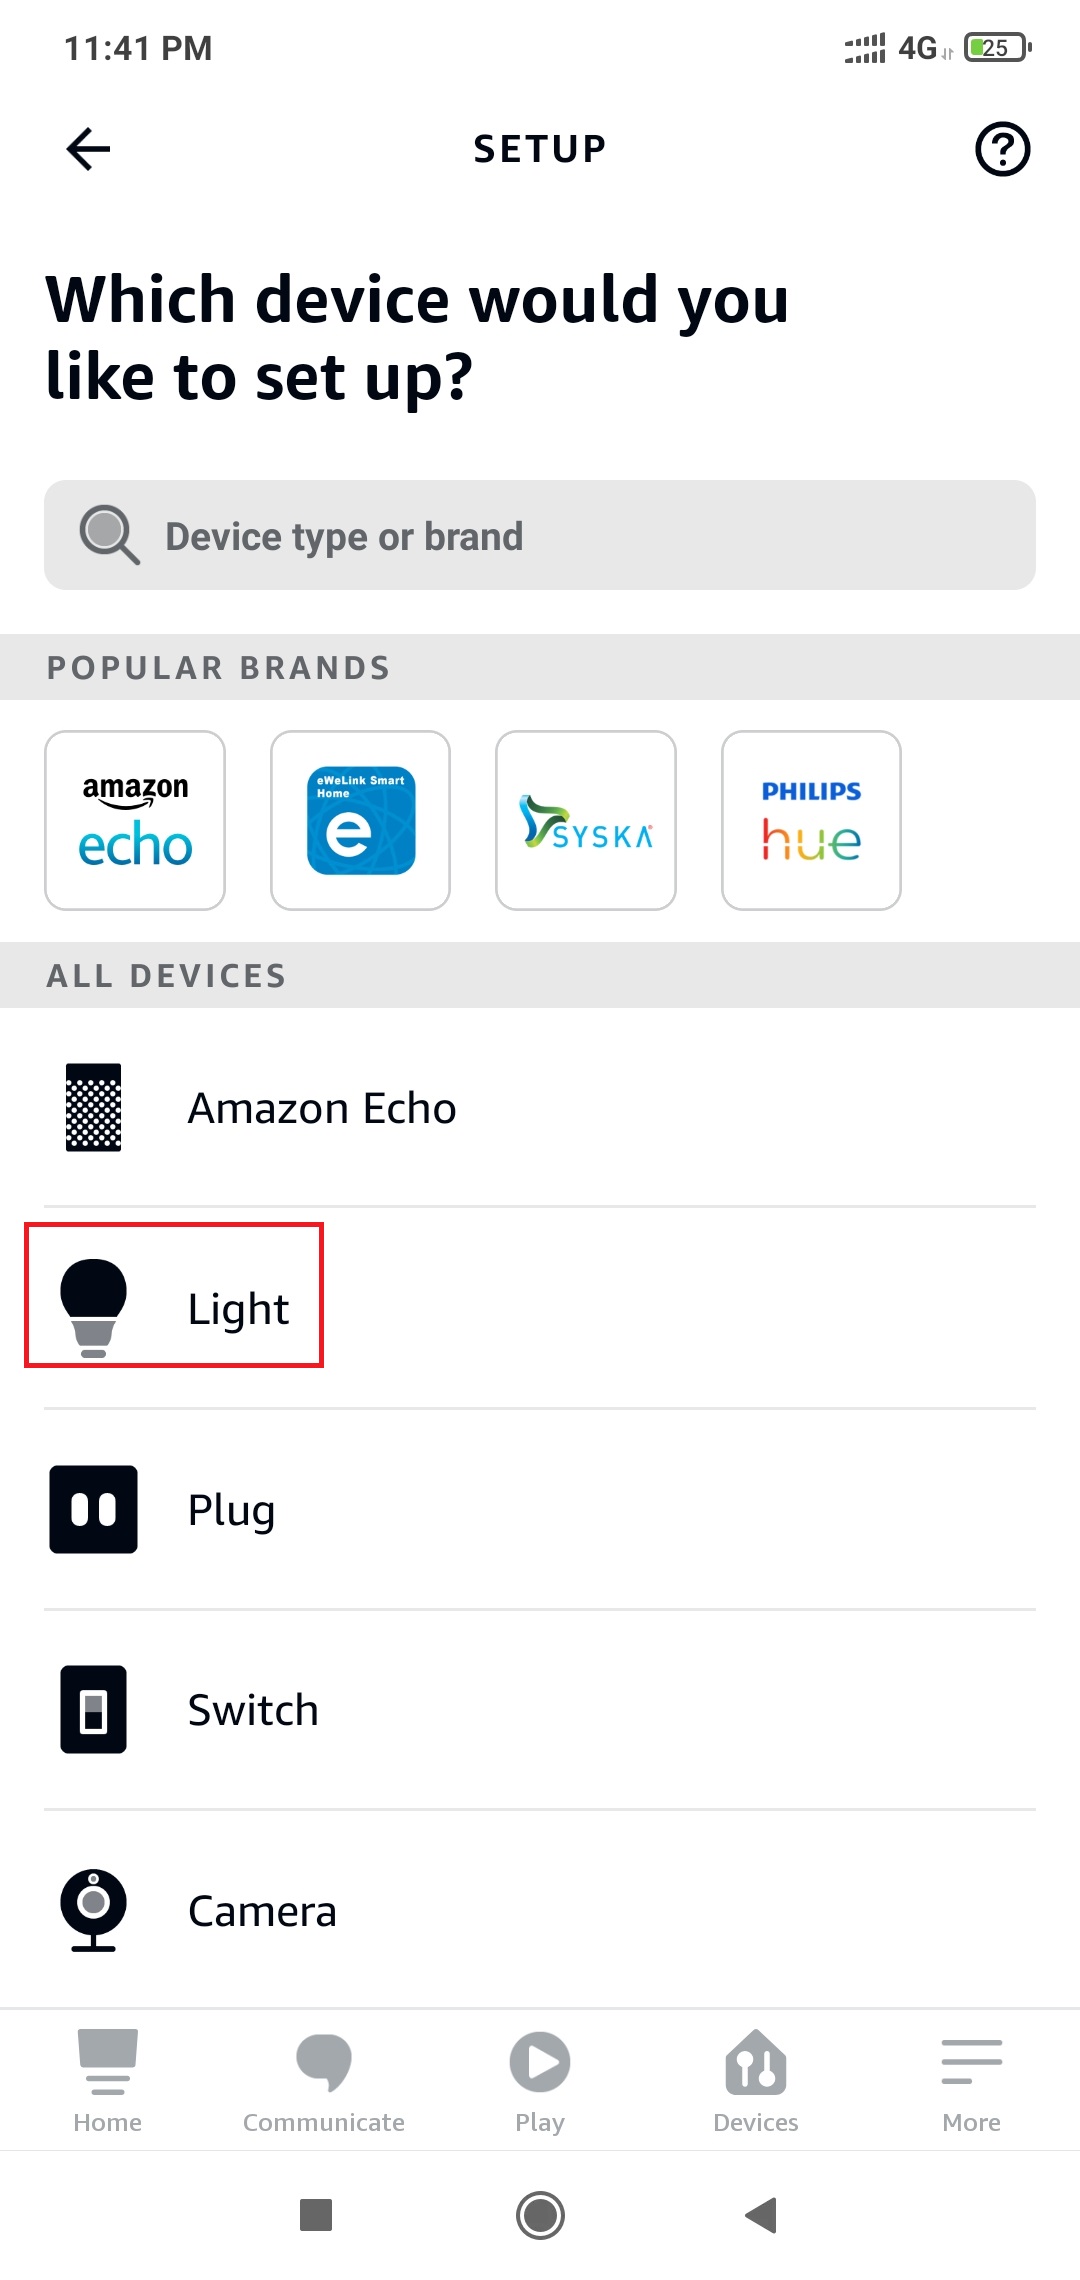 11:41 PM 4G 25
SETUP
Which device would you
like to set up?
Device type or brand
POPULAR BRANDS
amazon
echo
eWeLink Smart
Home
e
SYSKA
PHILIPS
hue
ALL DEVICES
Amazon Echo
Light
Plug
Switch
Camera
Home Communicate Play Devices More